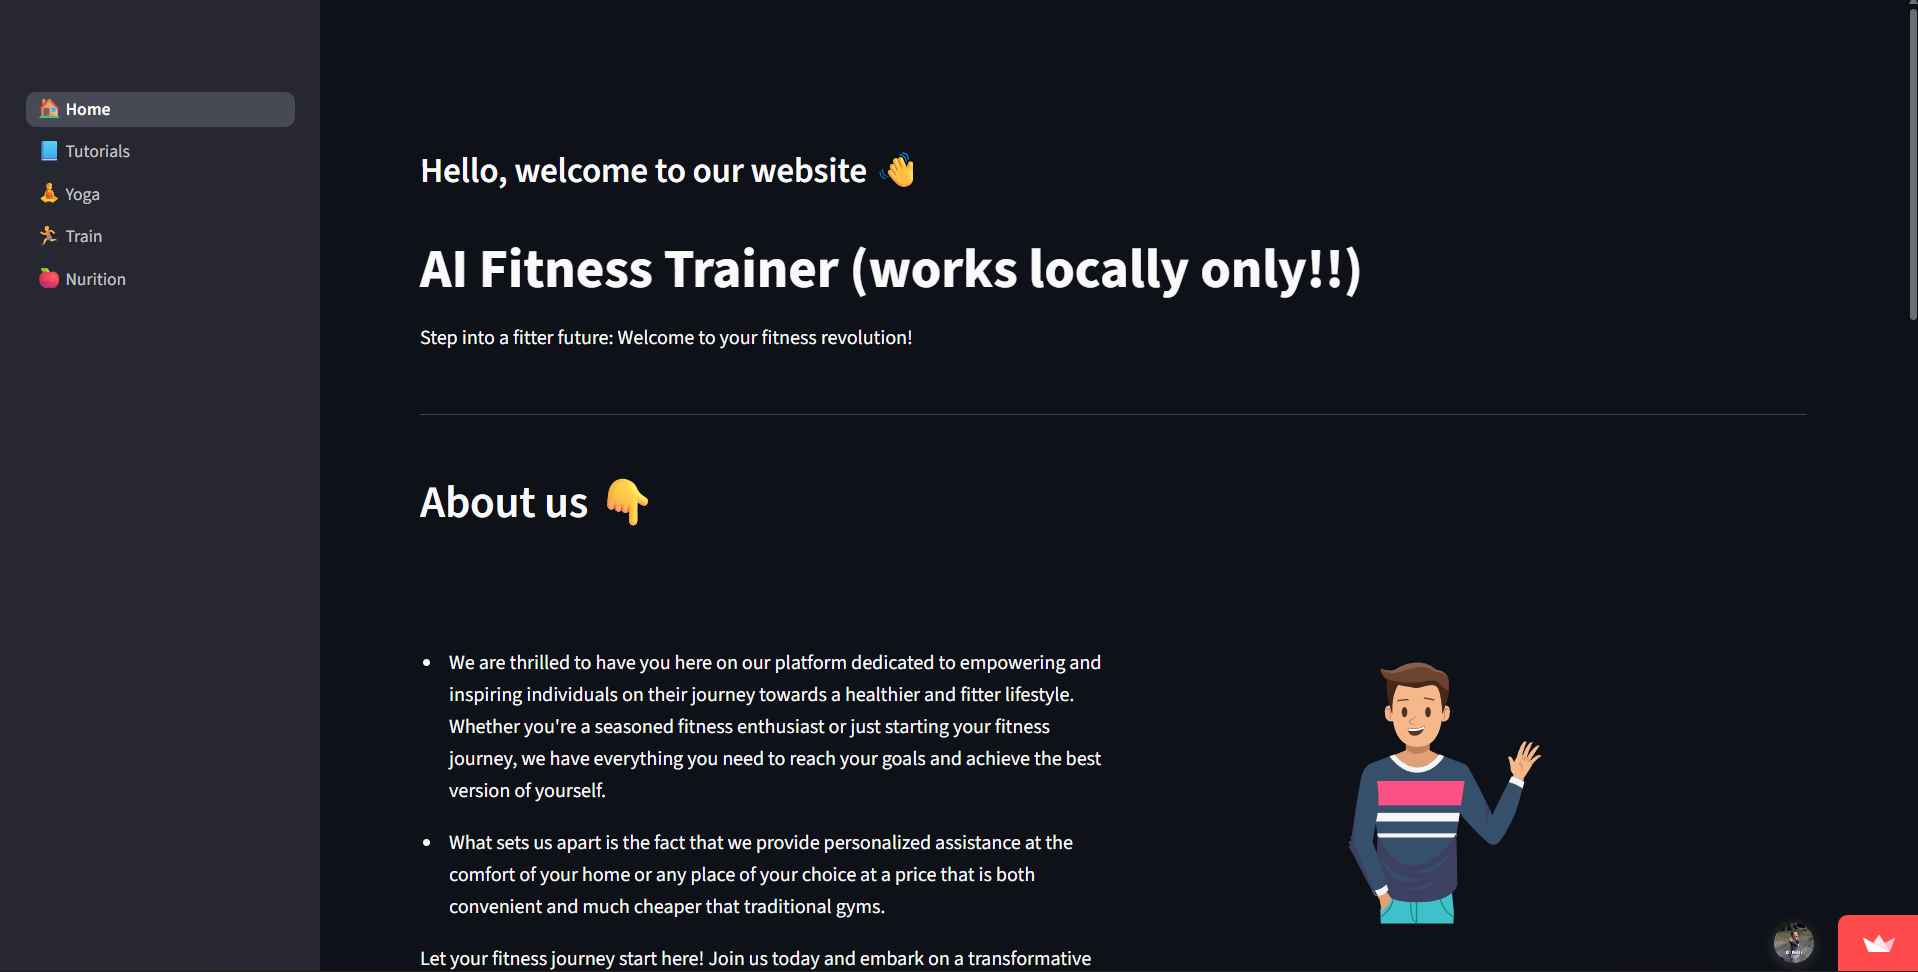 Home
Tutorials
Yoga
Train
Nurition
Hello, welcome to our website 👋
AI Fitness Trainer (works locally only!!)
Step into a fitter future: Welcome to your fitness revolution!
About us 👇
• We are thrilled to have you here on our platform dedicated to empowering and
inspiring individuals on their journey towards a healthier and fitter lifestyle.
Whether you're a seasoned fitness enthusiast or just starting your fitness
journey, we have everything you need to reach your goals and achieve the best
version of yourself.
• What sets us apart is the fact that we provide personalized assistance at the
comfort of your home or any place of your choice at a price that is both
convenient and much cheaper that traditional gyms.
Let your fitness journey start here! Join us today and embark on a transformative